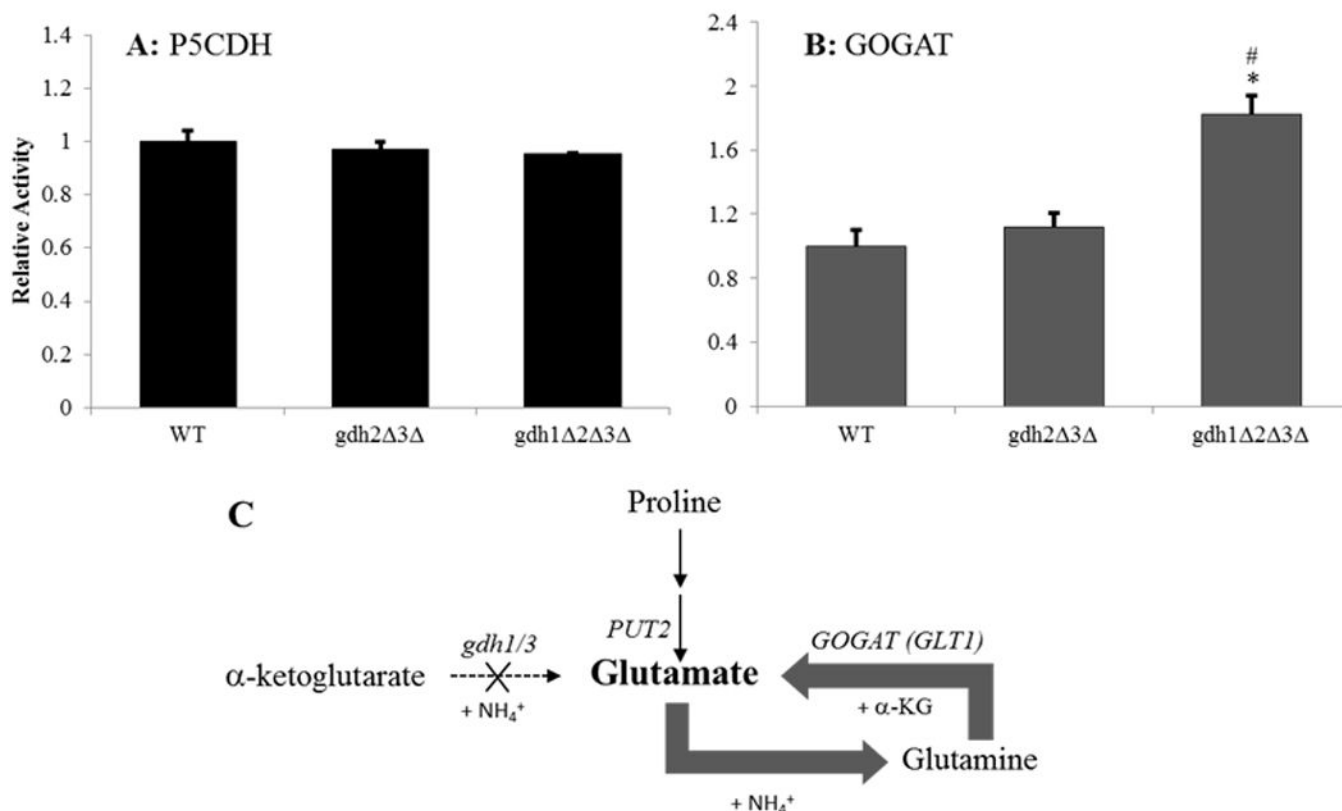 A: P5CDH
Relative Activity
1.4
1.2
1
0.8
0.6
0.4
0.2
0
WT
gdh2Δ3Δ
gdh1Δ2Δ3Δ
B: GOGAT
2.4
2
1.6
1.2
0.8
0.4
0
#
*
WT
gdh2Δ3Δ
gdh1Δ2Δ3Δ
C
Proline
PUT2
gdh1/3
GOGAT (GLT1)
α-ketoglutarate
Glutamate
+ NH₄⁺
+ α-KG
Glutamine
+ NH₄⁺